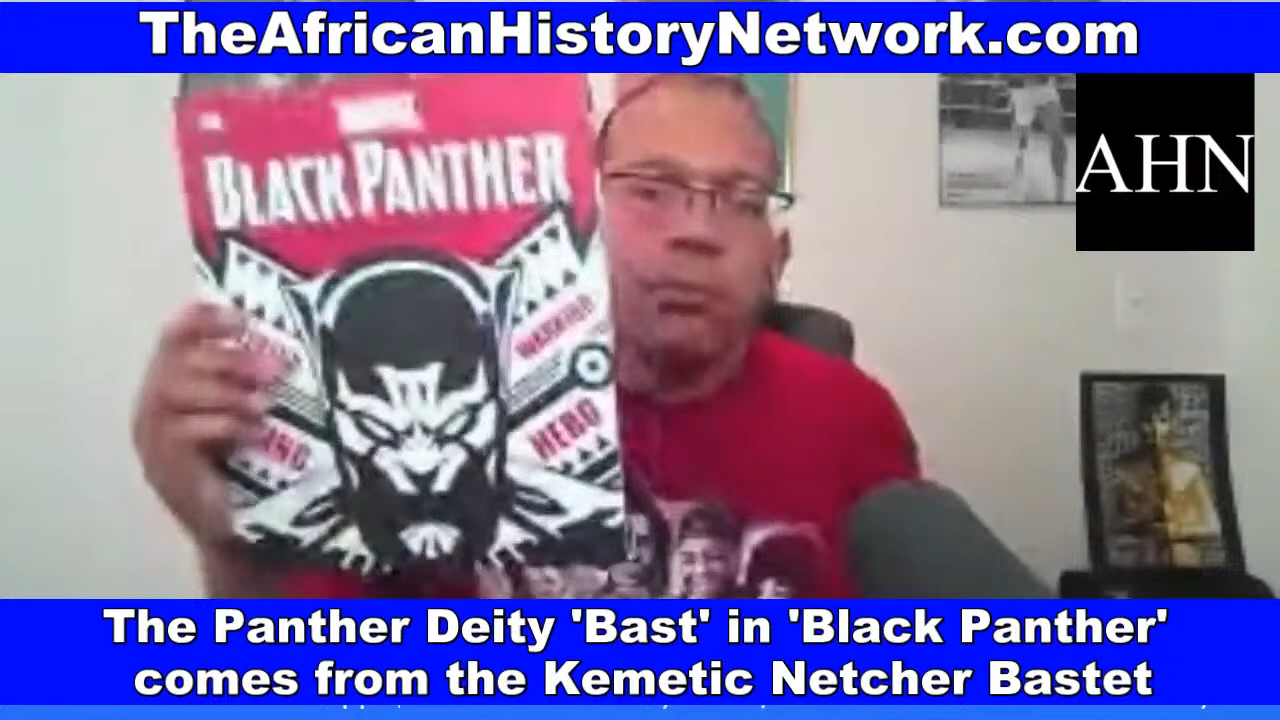 TheAfricanHistoryNetwork.com
AHN
MARVEL
BLACK PANTHER
WARRIOR
KING
HERO
The Panther Deity 'Bast' in 'Black Panther'
comes from the Kemetic Netcher Bastet